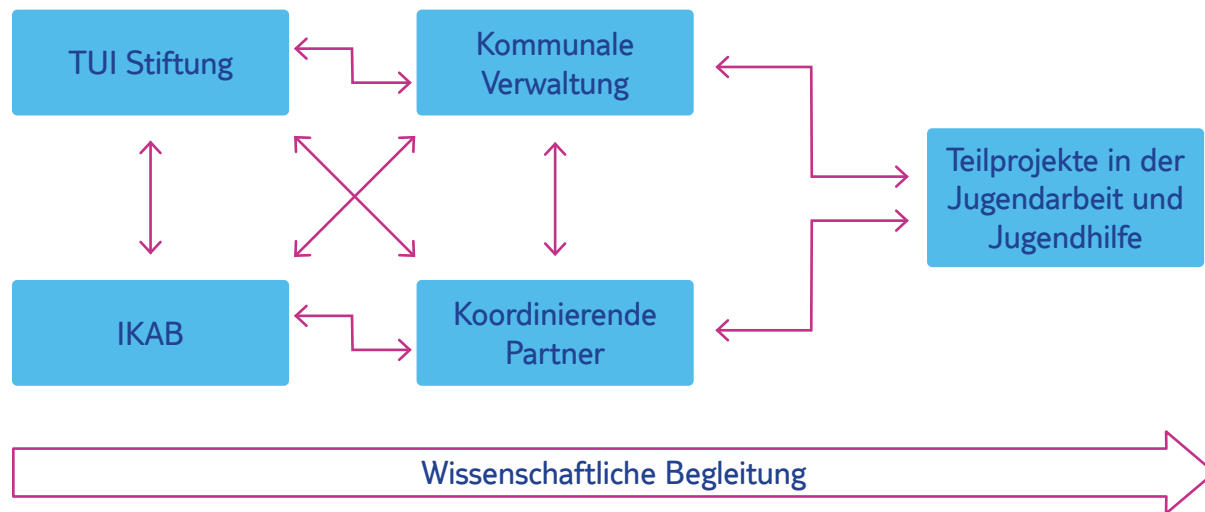 TUI Stiftung
Kommunale
Verwaltung
Teilprojekte in der
Jugendarbeit und
Jugendhilfe
IKAB
Koordinierende
Partner
Wissenschaftliche Begleitung